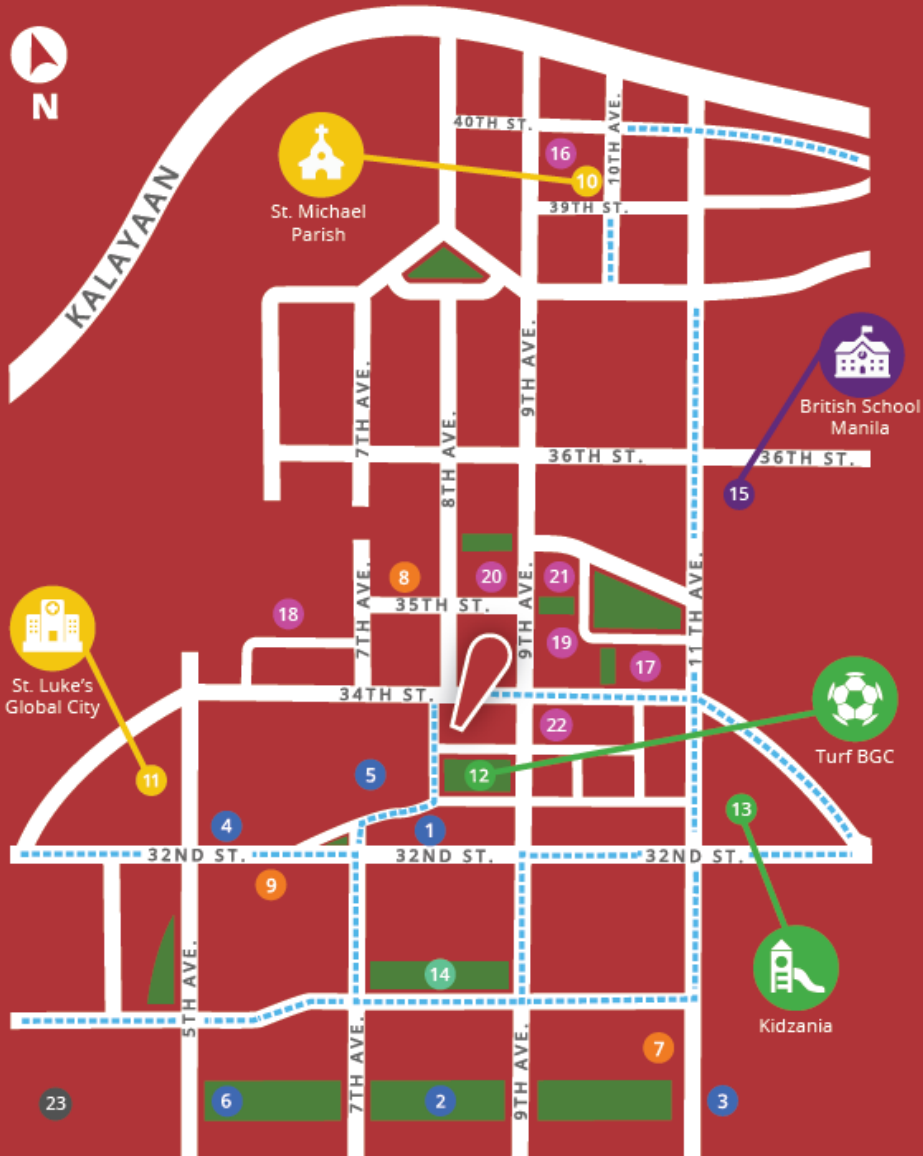 N
40TH ST.
10TH AVE.
16
10
St. Michael
Parish
39TH ST.
KALAYAAN
9TH AVE.
7TH AVE.
8TH AVE.
British School
Manila
36TH ST.
36TH ST.
15
8
20
21
7TH AVE.
35TH ST.
9TH AVE.
11 TH AVE.
18
19
17
St. Luke's
Global City
34TH ST.
22
Turf BGC
11
5
12
13
4
1
32ND ST.
32ND ST.
32ND ST.
9
5TH AVE.
14
Kidzania
7TH AVE.
9TH AVE.
7
23
6
2
3